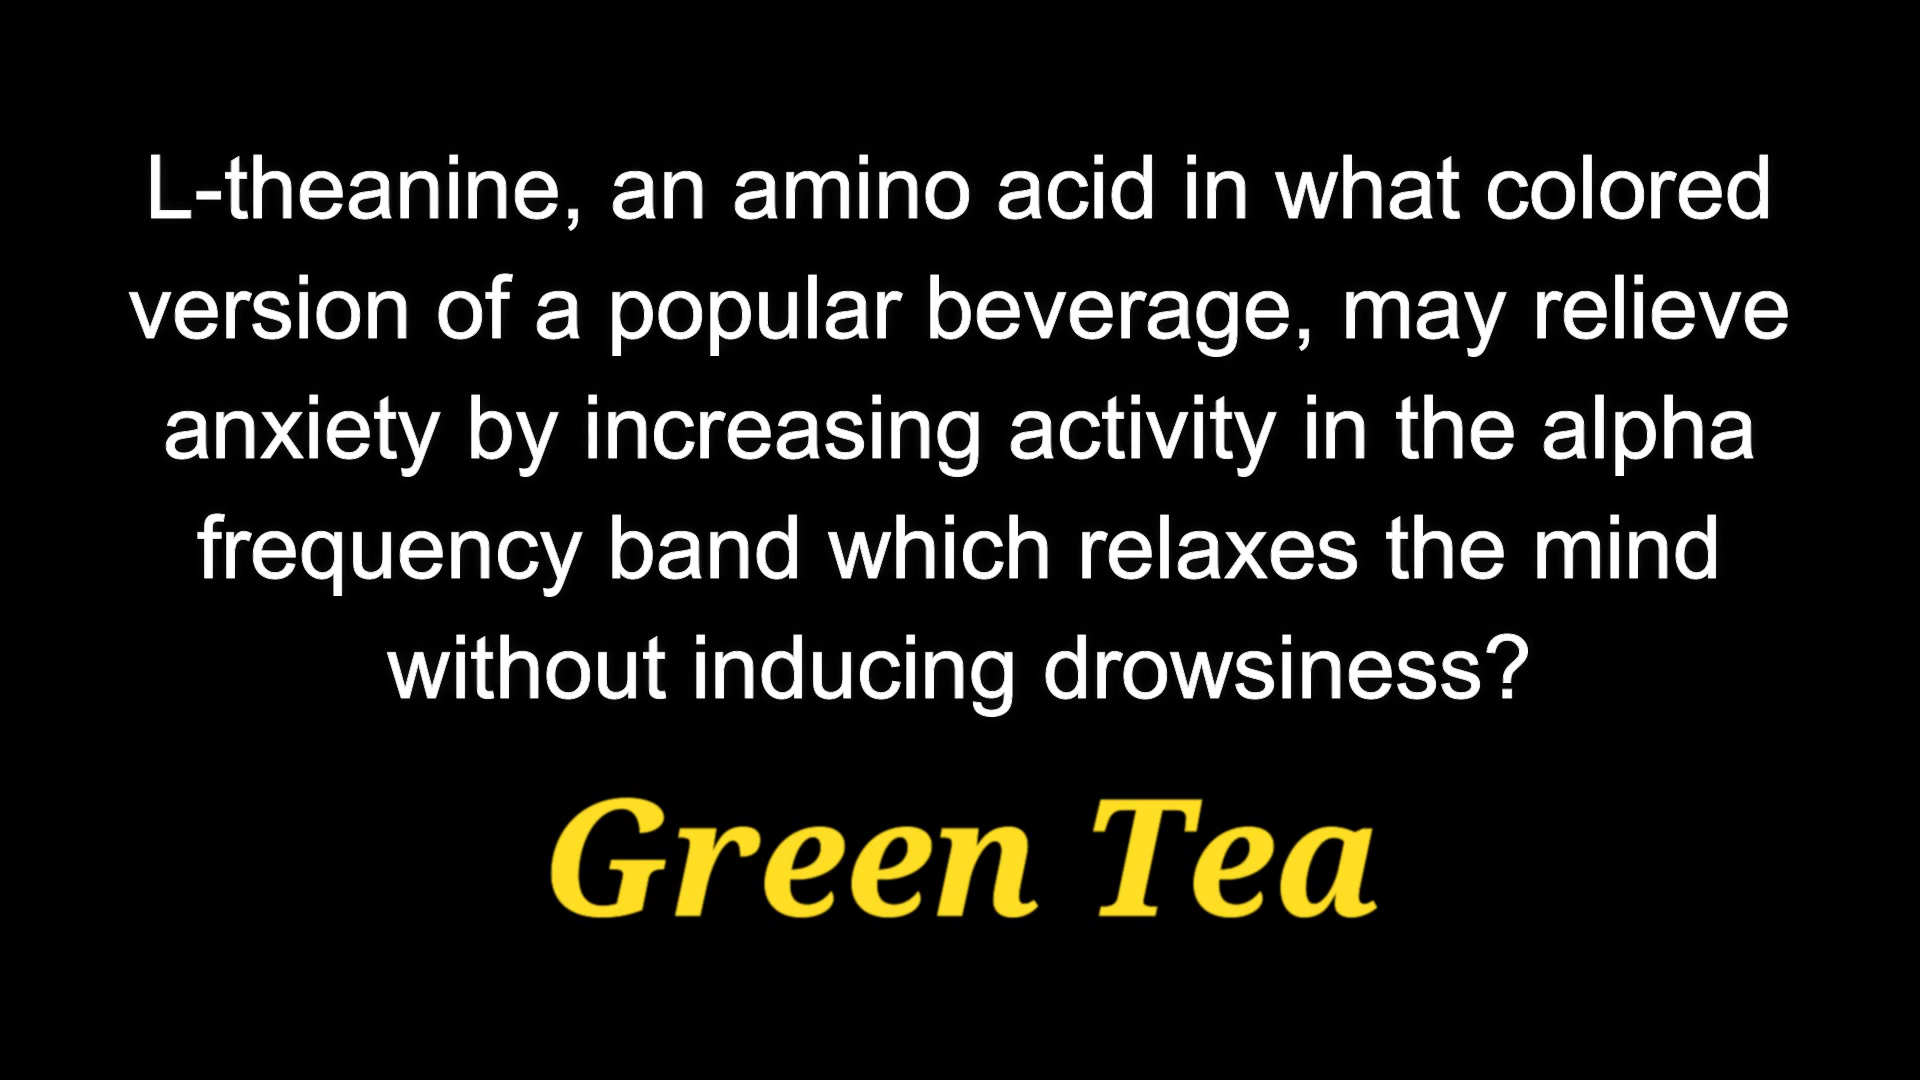 L-theanine, an amino acid in what colored
version of a popular beverage, may relieve
anxiety by increasing activity in the alpha
frequency band which relaxes the mind
without inducing drowsiness?
Green Tea